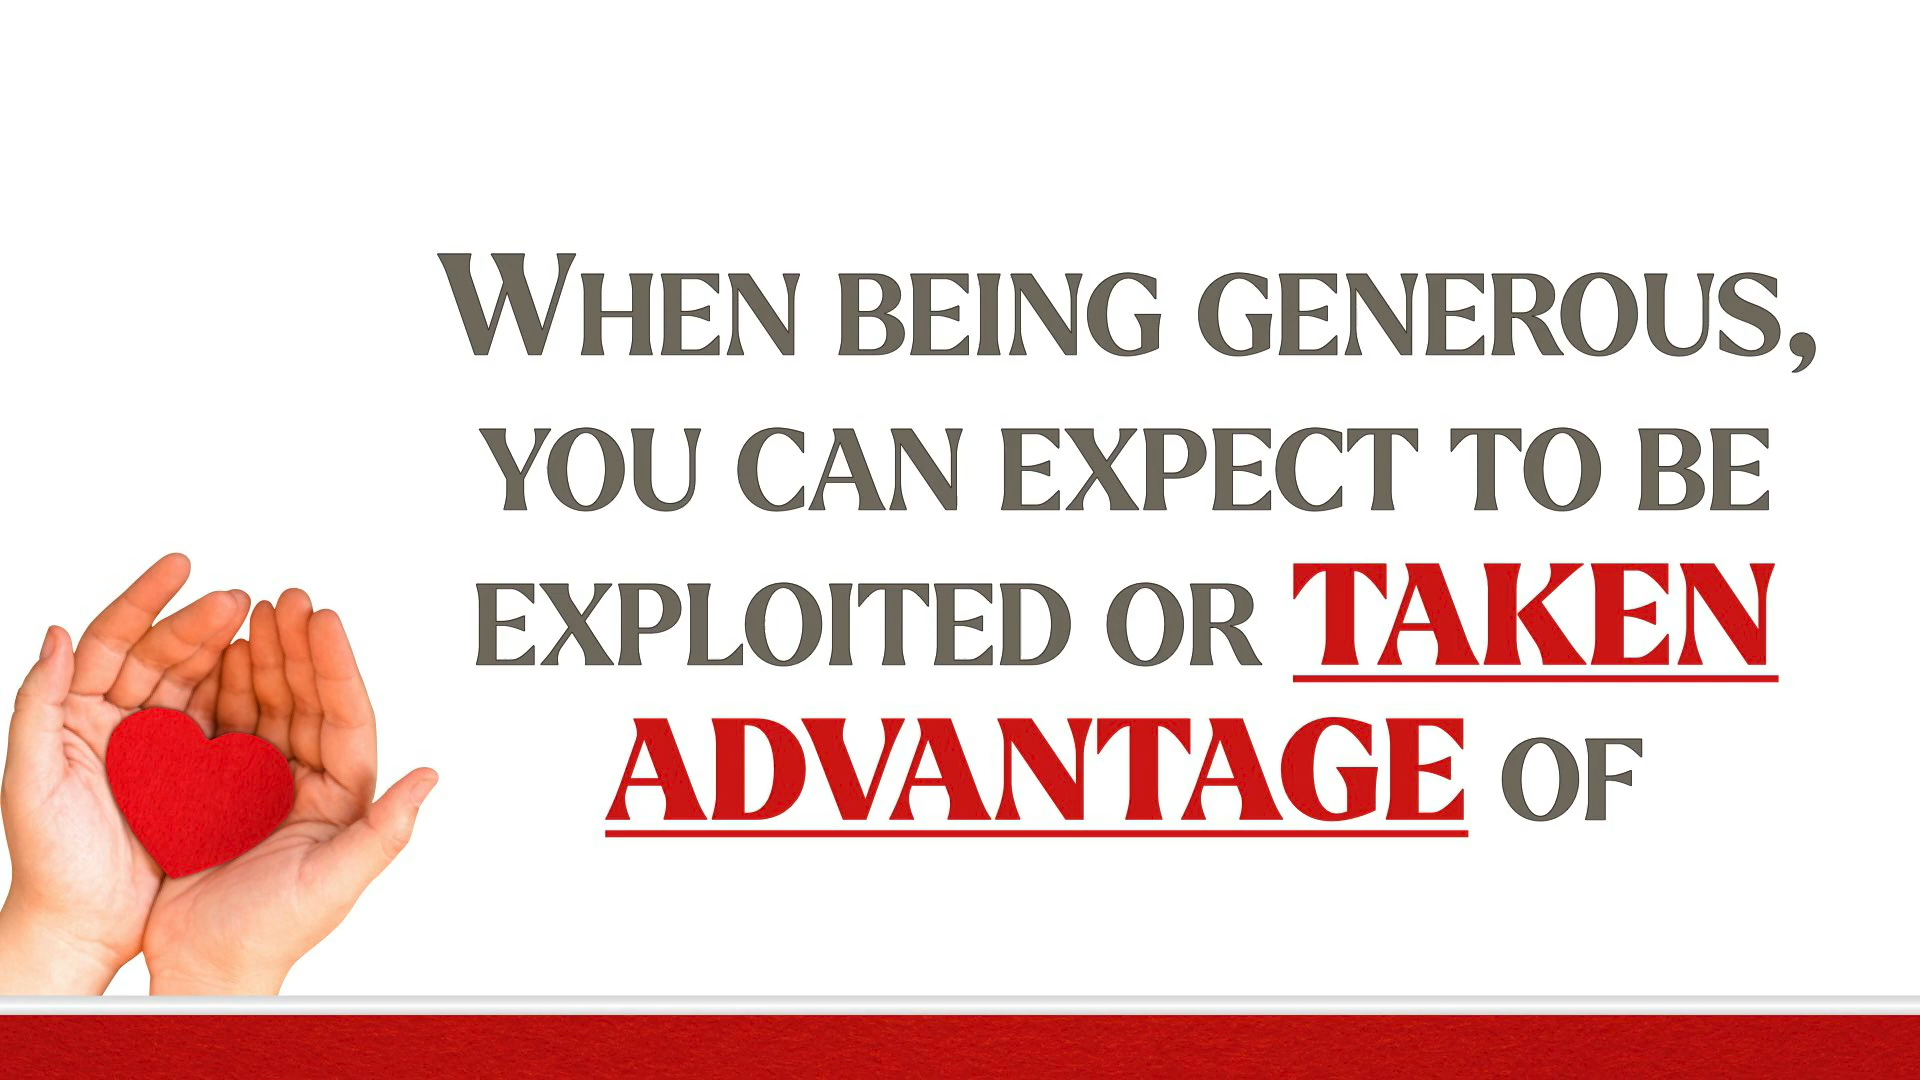 When being generous,
you can expect to be
exploited or TAKEN
ADVANTAGE of